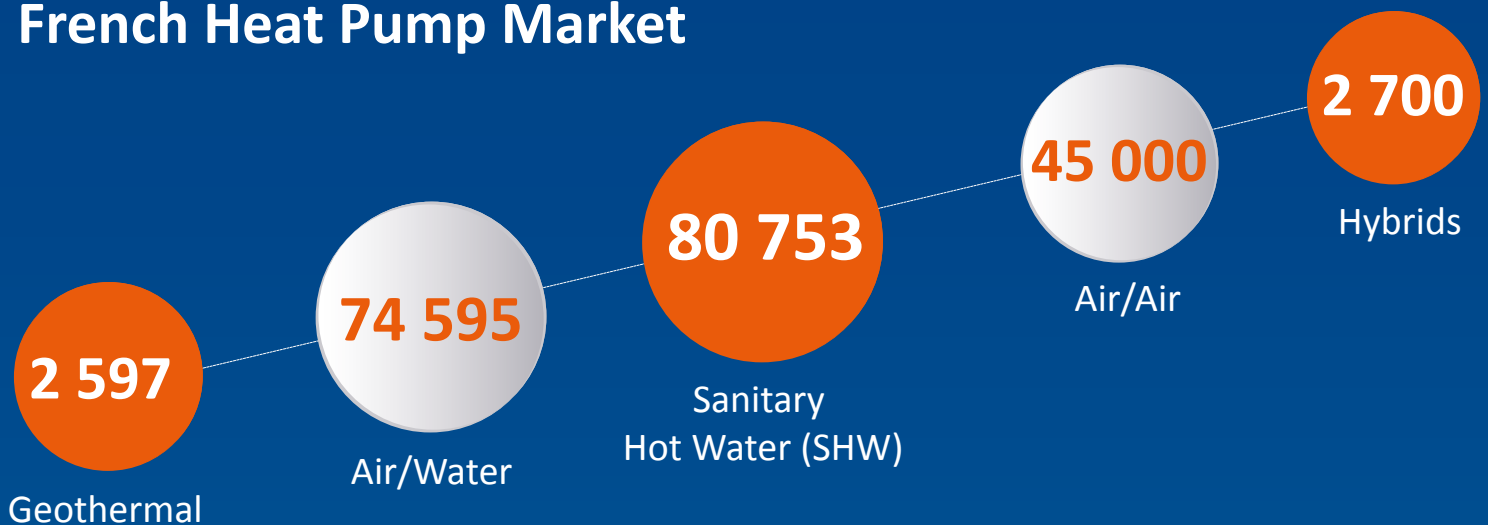 French Heat Pump Market
2 597
Geothermal
74 595
Air/Water
80 753
Sanitary
Hot Water (SHW)
45 000
Air/Air
2 700
Hybrids